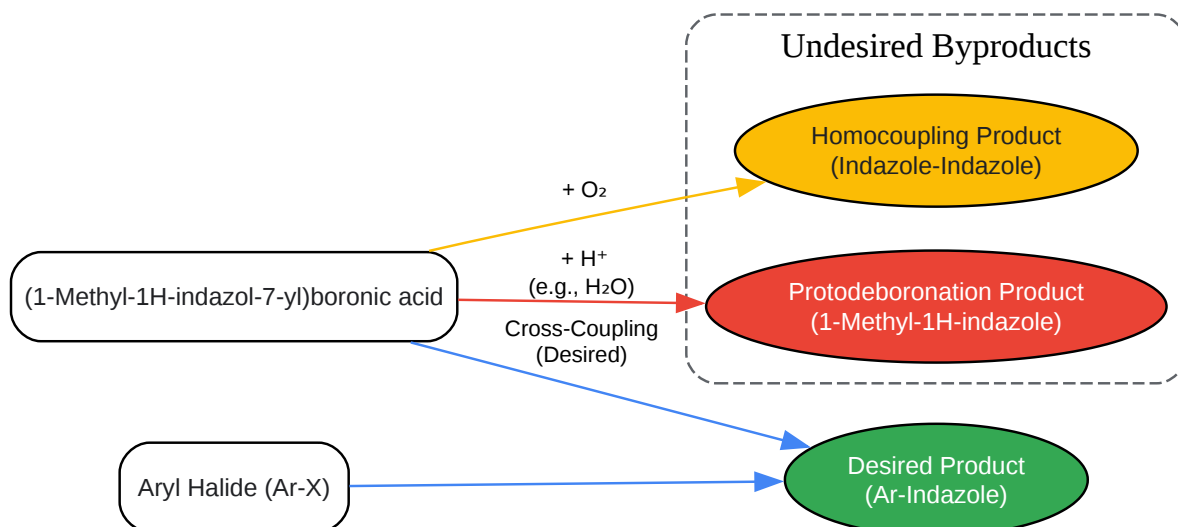 Undesired Byproducts
Homocoupling Product
(Indazole-Indazole)
+ O₂
+ H⁺
(e.g., H₂O)
(1-Methyl-1H-indazol-7-yl)boronic acid
Protodeboronation Product
(1-Methyl-1H-indazole)
Cross-Coupling
(Desired)
Aryl Halide (Ar-X)
Desired Product
(Ar-Indazole)